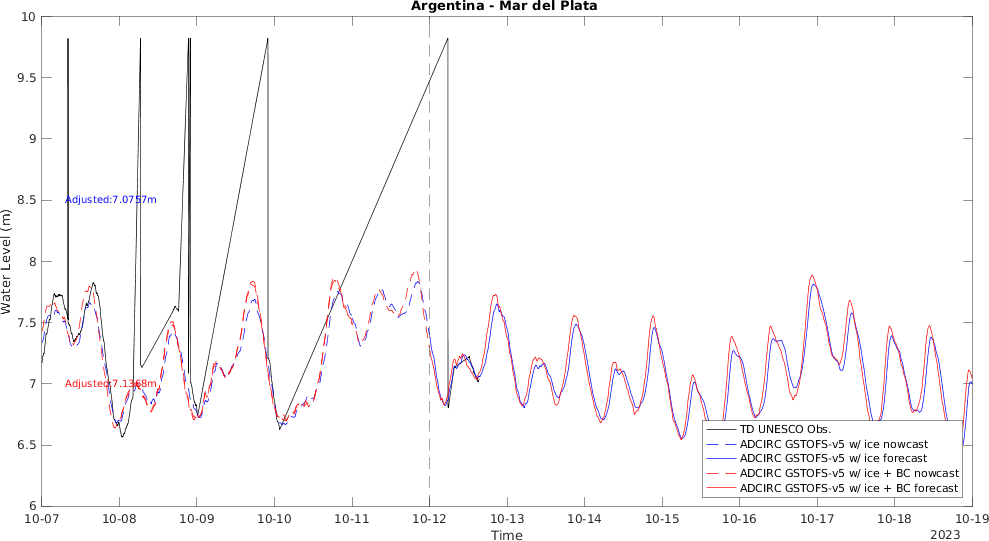 Argentina - Mar del Plata
10
9.5
9
8.5
8
7.5
7
6.5
6
Water Level (m)
Adjusted:7.0757m
Adjusted:7.1368m
TD UNESCO Obs.
ADCIRC GSTOFS-v5 w/ ice nowcast
ADCIRC GSTOFS-v5 w/ ice forecast
ADCIRC GSTOFS-v5 w/ ice + BC nowcast
ADCIRC GSTOFS-v5 w/ ice + BC forecast
10-07 10-08 10-09 10-10 10-11 10-12 10-13 10-14 10-15 10-16 10-17 10-18 10-19
Time
2023